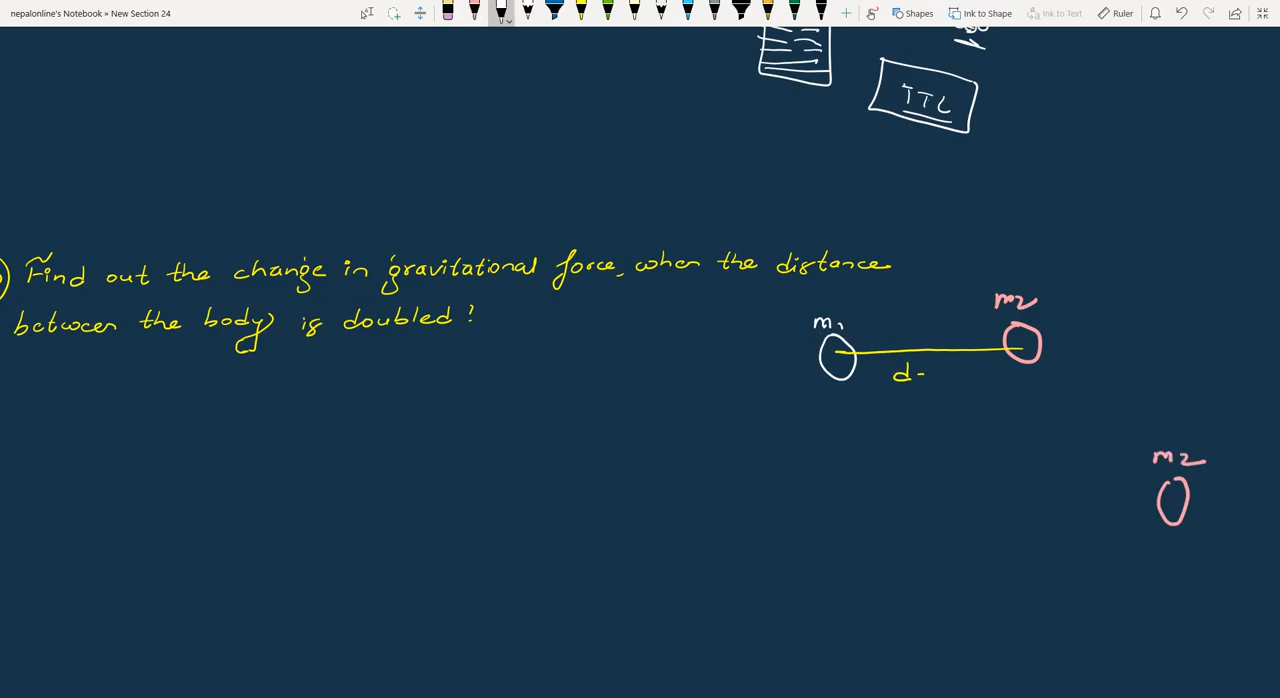 nepalonline's Notebook » New Section 24
Shapes
Ink to Shape
Ink to Text
Ruler
TTL
) Find out the change in gravitational force, when the distance
between the body is doubled?
m1
m2
d -
m2